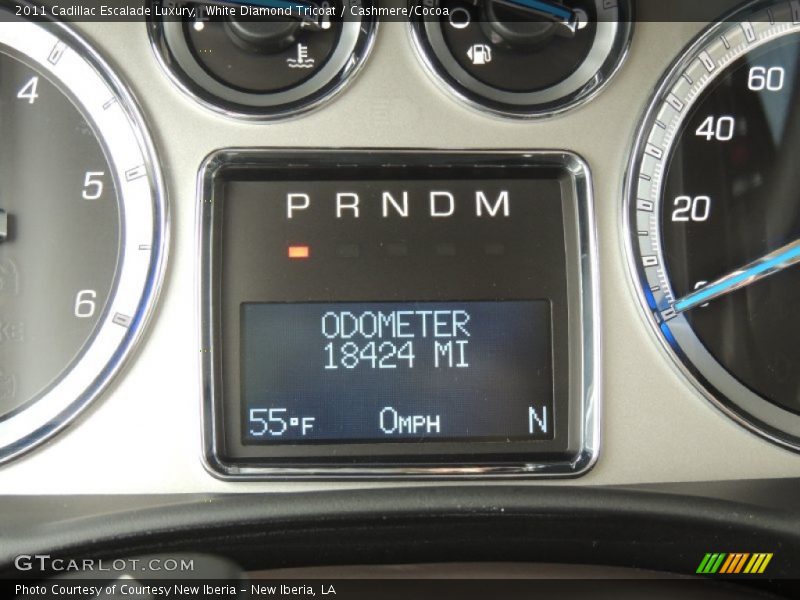 2011 Cadillac Escalade Luxury, White Diamond Tricoat / Cashmere/Cocoa
4
5
6
60
40
20
P R N D M
ODOMETER
18424 MI
55°F 0MPH N
GTCARLOT.COM
Photo Courtesy of Courtesy New Iberia - New Iberia, LA